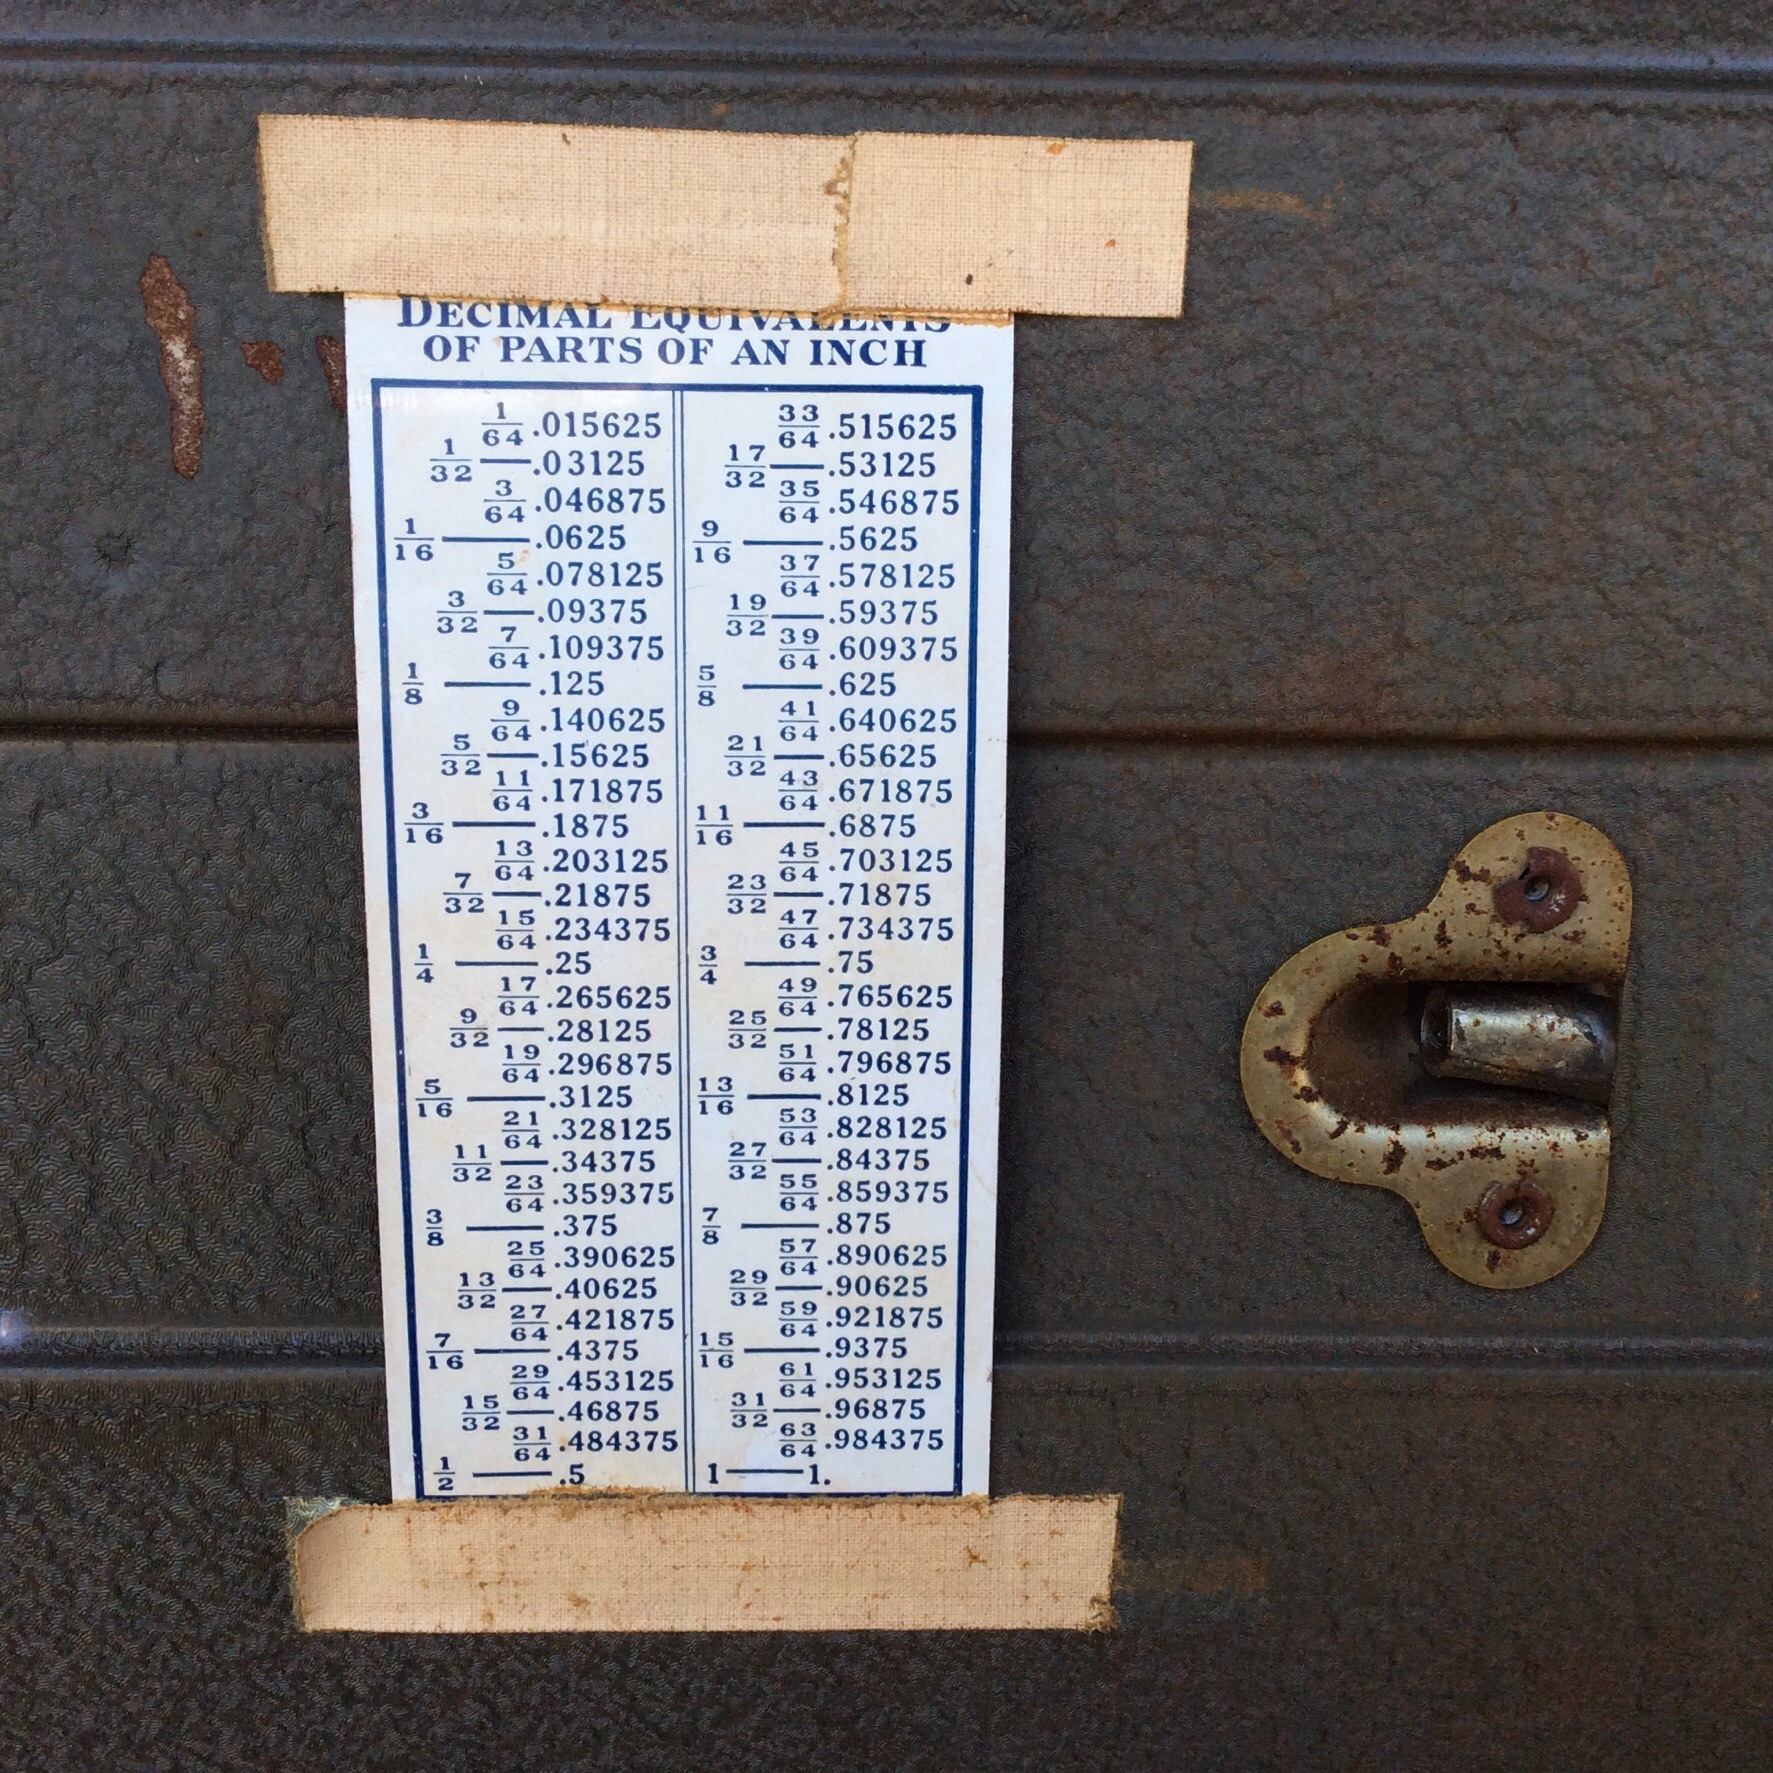 DECIMAL EQUIVALENTS
OF PARTS OF AN INCH
1/64 .015625
1/32 — .03125
3/64 .046875
1/16 — .0625
5/64 .078125
3/32 — .09375
7/64 .109375
1/8 — .125
9/64 .140625
5/32 — .15625
11/64 .171875
3/16 — .1875
13/64 .203125
7/32 — .21875
15/64 .234375
1/4 — .25
17/64 .265625
9/32 — .28125
19/64 .296875
5/16 — .3125
21/64 .328125
11/32 — .34375
23/64 .359375
3/8 — .375
25/64 .390625
13/32 — .40625
27/64 .421875
7/16 — .4375
29/64 .453125
15/32 — .46875
31/64 .484375
1/2 — .5
33/64 .515625
17/32 — .53125
35/64 .546875
9/16 — .5625
37/64 .578125
19/32 — .59375
39/64 .609375
5/8 — .625
41/64 .640625
21/32 — .65625
43/64 .671875
11/16 — .6875
45/64 .703125
23/32 — .71875
47/64 .734375
3/4 — .75
49/64 .765625
25/32 — .78125
51/64 .796875
13/16 — .8125
53/64 .828125
27/32 — .84375
55/64 .859375
7/8 — .875
57/64 .890625
29/32 — .90625
59/64 .921875
15/16 — .9375
61/64 .953125
31/32 — .96875
63/64 .984375
1 — 1.